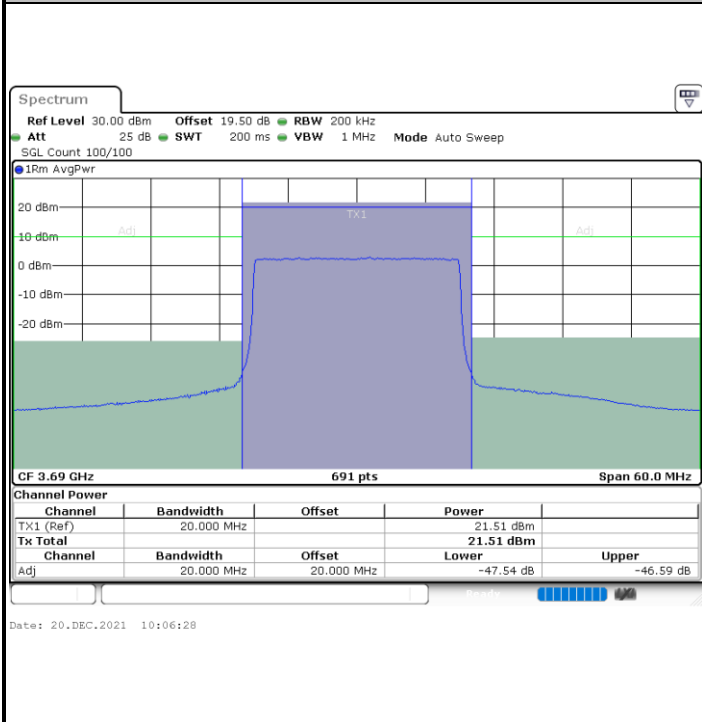 Spectrum
Ref Level 30.00 dBm Offset 19.50 dB RBW 200 kHz
Att 25 dB SWT 200 ms VBW 1 MHz Mode Auto Sweep
SGL Count 100/100
1Rm AvgPwr
20 dBm
TX1
10 dBm Adj Adj
0 dBm
-10 dBm
-20 dBm
CF 3.69 GHz 691 pts Span 60.0 MHz
Channel Power
Channel Bandwidth Offset Power
TX1 (Ref) 20.000 MHz 21.51 dBm
Tx Total 21.51 dBm
Channel Bandwidth Offset Lower Upper
Adj 20.000 MHz 20.000 MHz -47.54 dB -46.59 dB
Ready
Date: 20.DEC.2021 10:06:28